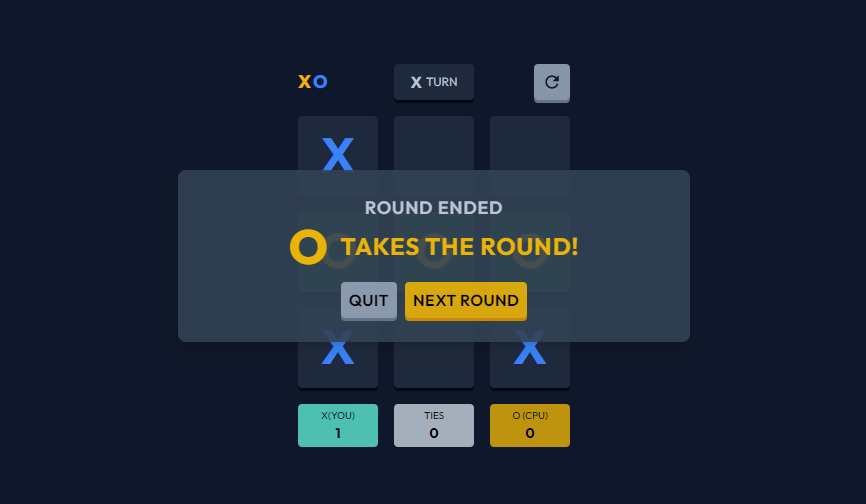 XO
X TURN
X
ROUND ENDED
O TAKES THE ROUND!
O O O
QUIT NEXT ROUND
X X
X(YOU) TIES O (CPU)
1 0 0